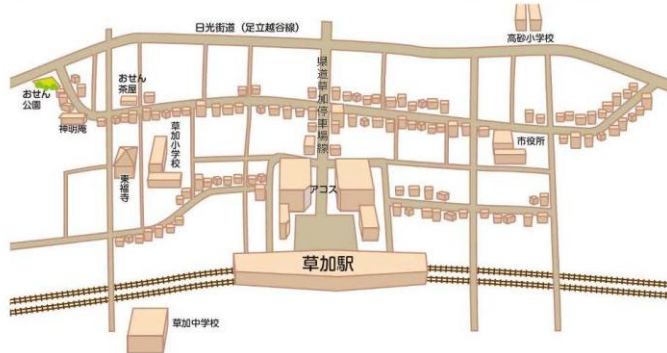 日光街道(足立越谷線)
高砂小学校
県道草加停車場線
おせん
茶屋
おせん
公園
神明庵
草加小学校
東福寺
市役所
アコス
草加駅
草加中学校